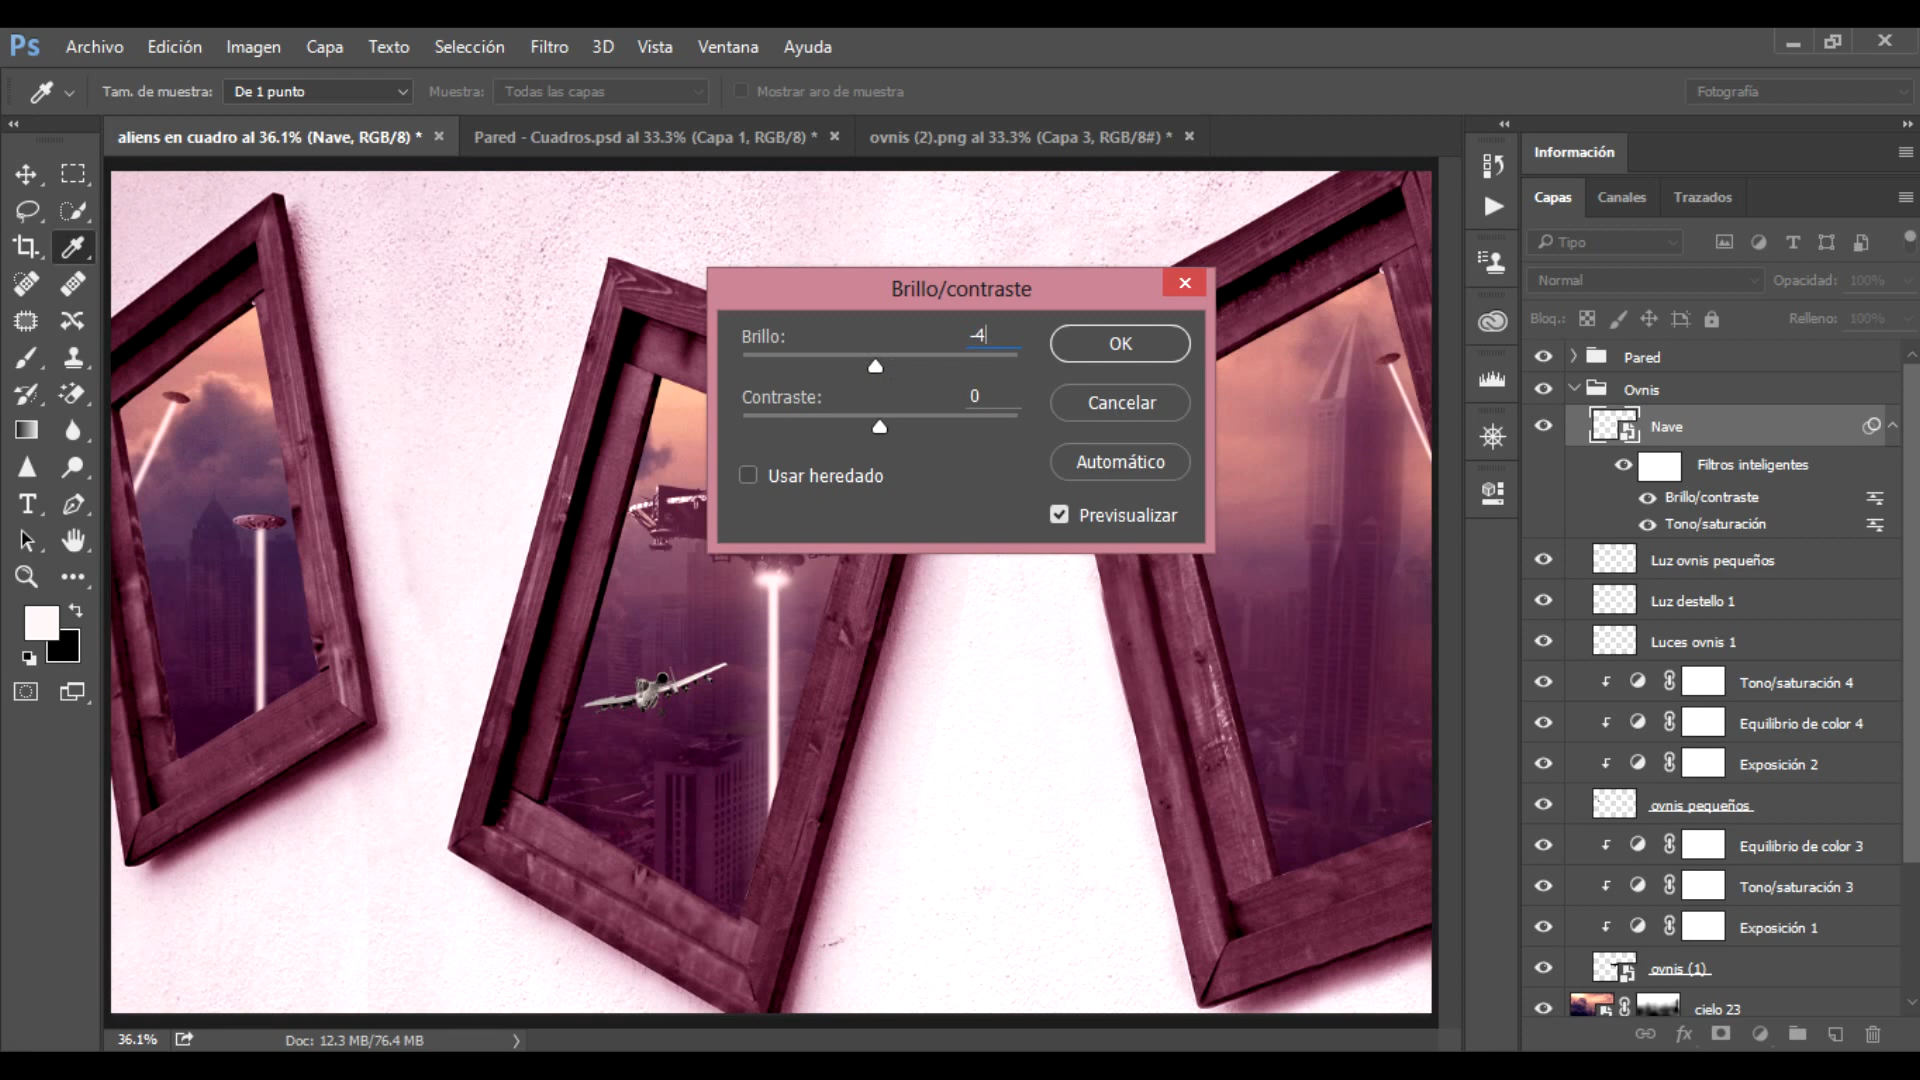 Ps Archivo Edición Imagen Capa Texto Selección Filtro 3D Vista Ventana Ayuda
Tam. de muestra: De 1 punto Muestra: Todas las capas Mostrar aro de muestra Fotografía
aliens en cuadro al 36.1% (Nave, RGB/8) * Pared - Cuadros.psd al 33.3% (Capa 1, RGB/8) * ovnis (2).png al 33.3% (Capa 3, RGB/8#) *
Información
Capas Canales Trazados
Tipo
Normal Opacidad: 100%
Bloq.: Relleno: 100%
Pared
Ovnis
Nave
Filtros inteligentes
Brillo/contraste
Tono/saturación
Luz ovnis pequeños
Luz destello 1
Luces ovnis 1
Tono/saturación 4
Equilibrio de color 4
Exposición 2
ovnis pequeños
Equilibrio de color 3
Tono/saturación 3
Exposición 1
ovnis (1)
cielo 23
fx
Brillo/contraste
Brillo: -4
OK
Contraste: 0
Cancelar
Automático
Usar heredado
Previsualizar
36.1% Doc: 12.3 MB/76.4 MB